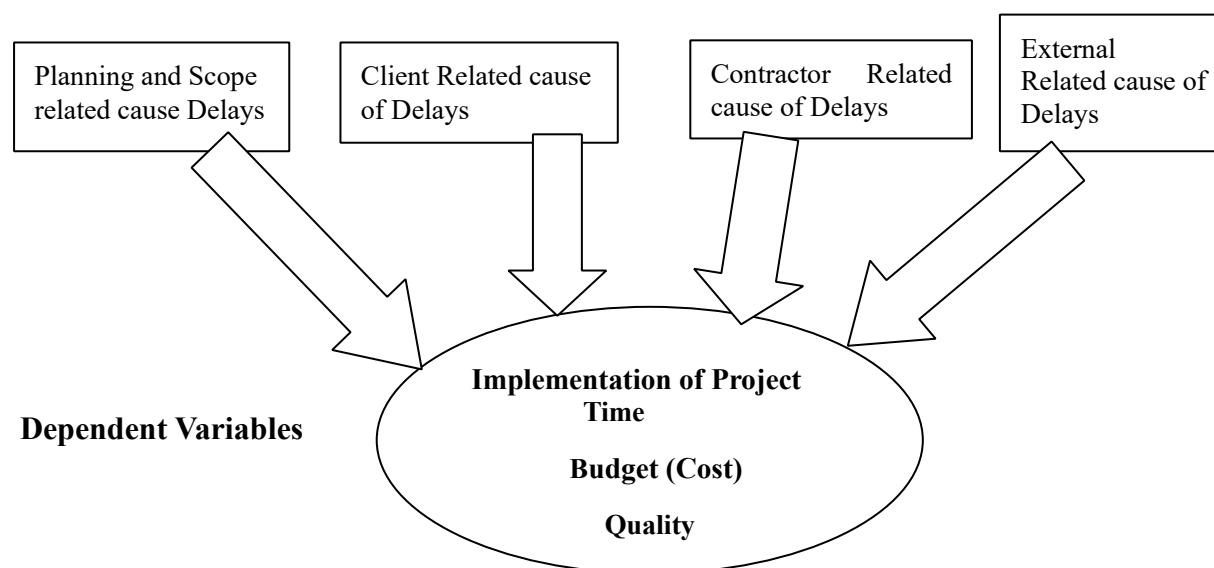 Planning and Scope
related cause Delays
Client Related cause
of Delays
Contractor Related
cause of Delays
External
Related cause of
Delays
Implementation of Project
Time
Dependent Variables
Budget (Cost)
Quality